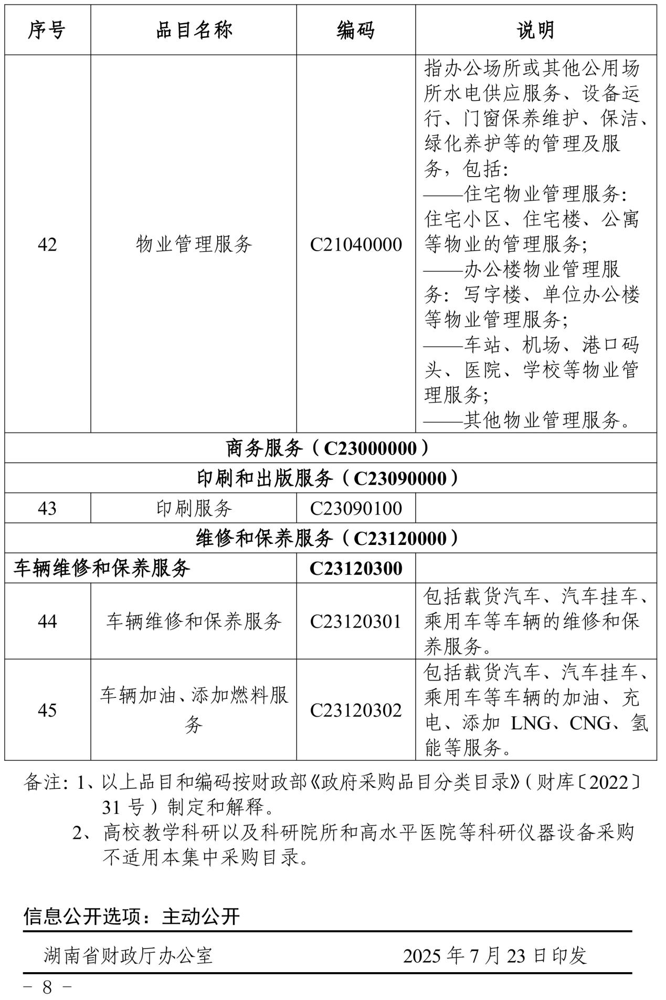 序号 品目名称 编码 说明
指办公场所或其他公用场
所水电供应服务、设备运
行、门窗保养维护、保洁、
绿化养护等的管理及服
务，包括：
——住宅物业管理服务：
住宅小区、住宅楼、公寓
42 物业管理服务 C21040000 等物业的管理服务；
——办公楼物业管理服
务：写字楼、单位办公楼
等物业管理服务；
——车站、机场、港口码
头、医院、学校等物业管
理服务；
——其他物业管理服务。
商务服务（C23000000）
印刷和出版服务（C23090000）
43 印刷服务 C23090100
维修和保养服务（C23120000）
车辆维修和保养服务 C23120300
包括载货汽车、汽车挂车、
44 车辆维修和保养服务 C23120301 乘用车等车辆的维修和保
养服务。
包括载货汽车、汽车挂车、
车辆加油、添加燃料服 乘用车等车辆的加油、充
45 C23120302
务 电、添加 LNG、CNG、氢
能等服务。
备注：1、以上品目和编码按财政部《政府采购品目分类目录》（财库〔2022〕
31 号）制定和解释。
2、高校教学科研以及科研院所和高水平医院等科研仪器设备采购
不适用本集中采购目录。
信息公开选项：主动公开
湖南省财政厅办公室 2025 年 7 月 23 日印发
- 8 -